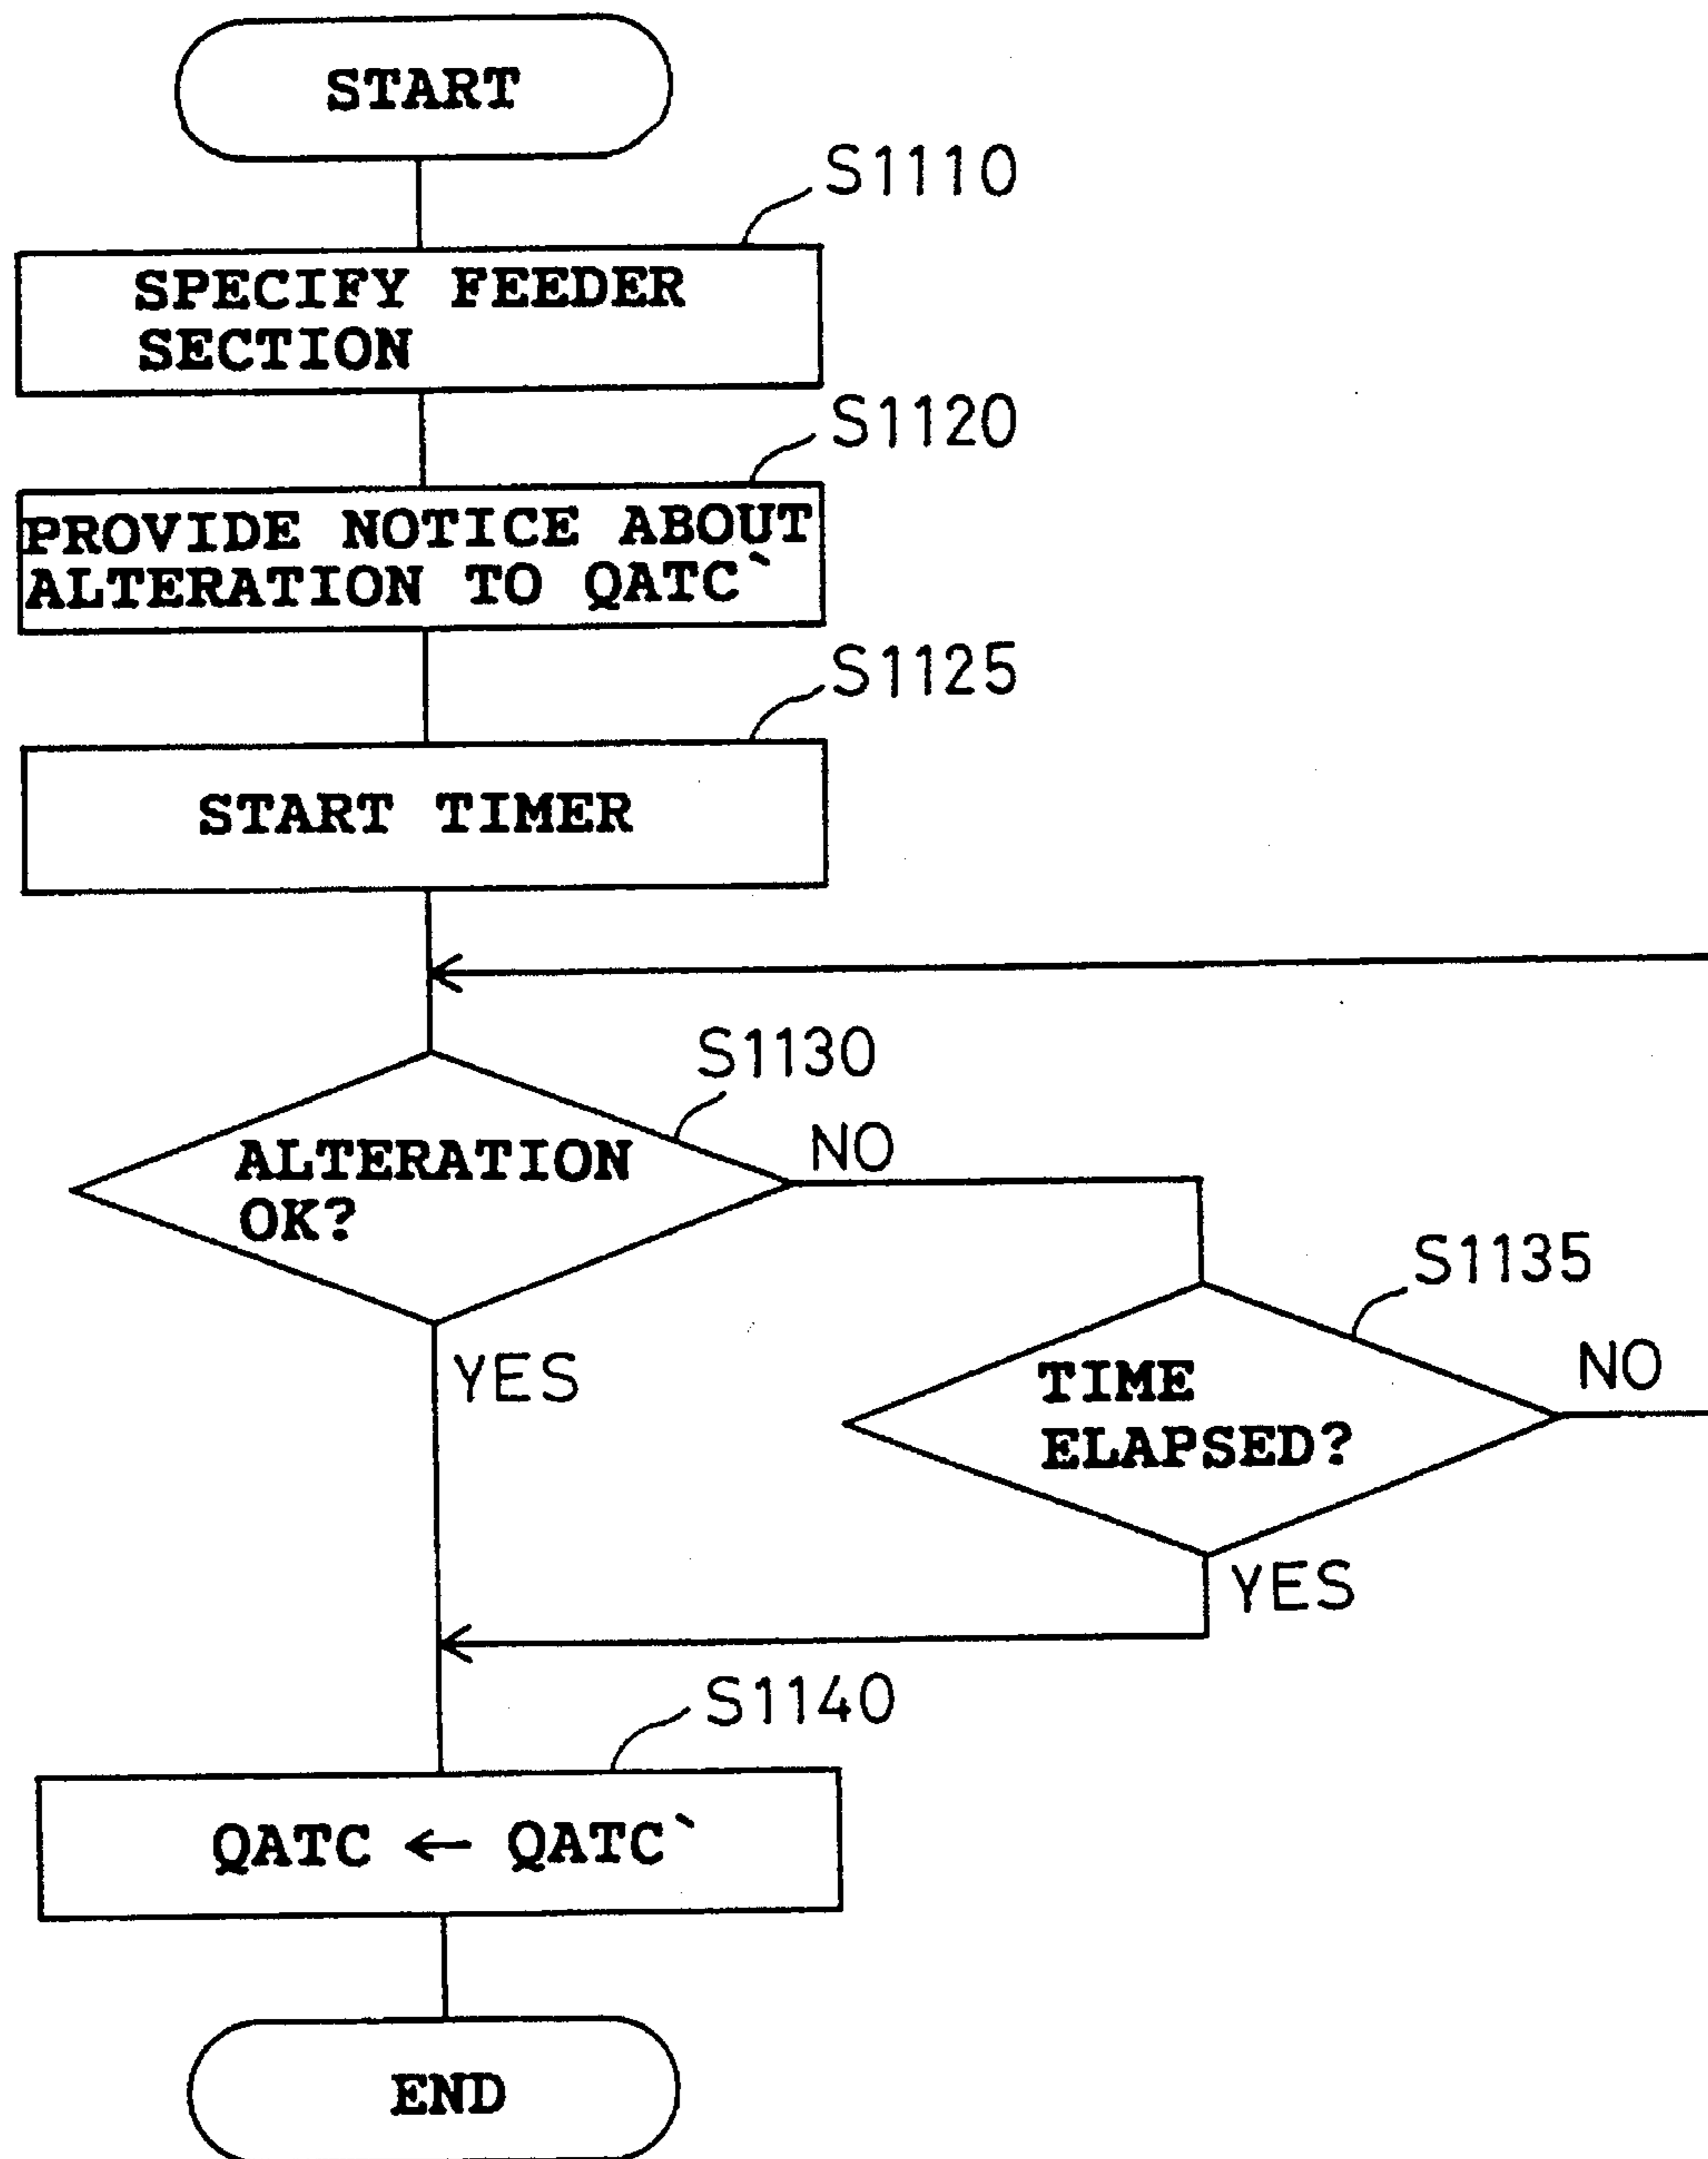 START
S1110
SPECIFY FEEDER
SECTION
S1120
PROVIDE NOTICE ABOUT
ALTERATION TO QATC`
S1125
START TIMER
S1130
ALTERATION
OK?
NO
YES
S1135
TIME
ELAPSED?
NO
YES
S1140
QATC ← QATC`
END